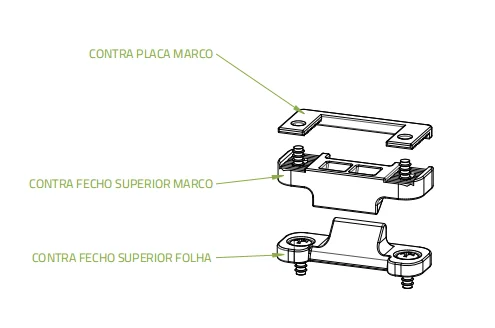 CONTRA PLACA MARCO
CONTRA FECHO SUPERIOR MARCO
CONTRA FECHO SUPERIOR FOLHA